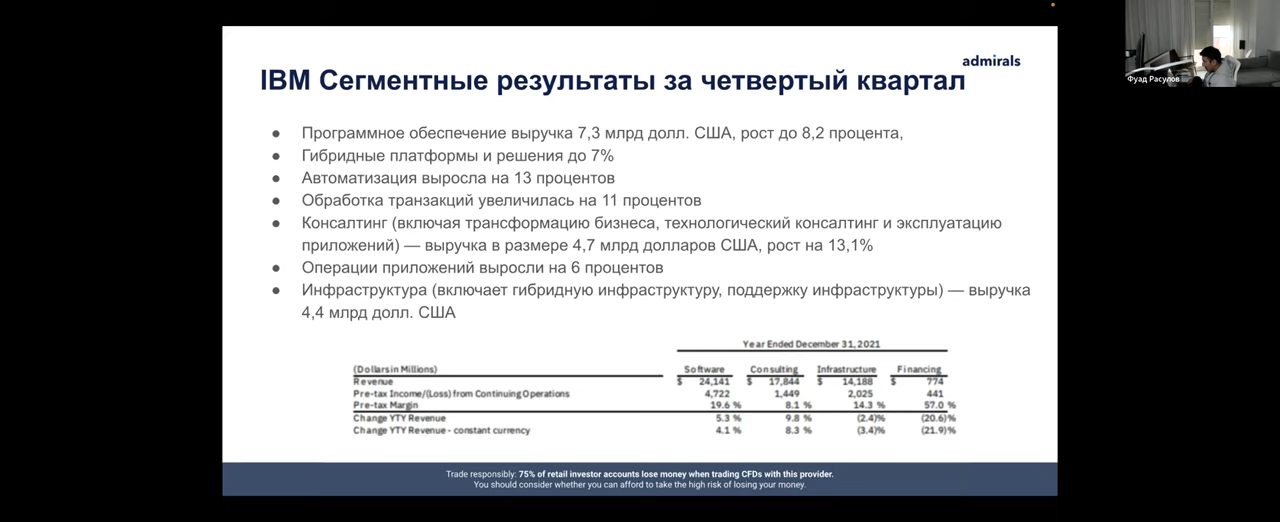 admirals
IBM Сегментные результаты за четвертый квартал
● Программное обеспечение выручка 7,3 млрд долл. США, рост до 8,2 процента,
● Гибридные платформы и решения до 7%
● Автоматизация выросла на 13 процентов
● Обработка транзакций увеличилась на 11 процентов
● Консалтинг (включая трансформацию бизнеса, технологический консалтинг и эксплуатацию
приложений) — выручка в размере 4,7 млрд долларов США, рост на 13,1%
● Операции приложений выросли на 6 процентов
● Инфраструктура (включает гибридную инфраструктуру, поддержку инфраструктуры) — выручка
4,4 млрд долл. США
Year Ended December 31, 2021
(Dollars in Millions) Software Consulting Infrastructure Financing
Revenue $ 24,141 $ 17,844 $ 14,188 $ 774
Pre-tax Income/(Loss) from Continuing Operations 4,722 1,449 2,025 441
Pre-tax Margin 19.6 % 8.1 % 14.3 % 57.0 %
Change YTY Revenue 5.3 % 9.8 % (2.4)% (20.6)%
Change YTY Revenue - constant currency 4.1 % 8.3 % (3.4)% (21.9)%
Trade responsibly: 75% of retail investor accounts lose money when trading CFDs with this provider.
You should consider whether you can afford to take the high risk of losing your money.
Фуад Расулов